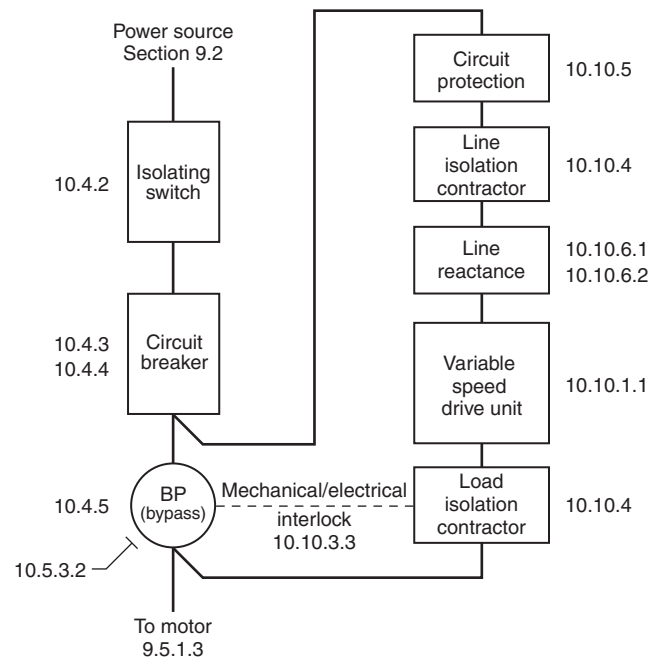 Power source
Section 9.2
10.4.2
Isolating
switch
10.4.3
10.4.4
Circuit
breaker
10.4.5
BP
(bypass)
10.5.3.2
To motor
9.5.1.3
Mechanical/electrical
interlock
10.10.3.3
Circuit
protection
10.10.5
Line
isolation
contractor
10.10.4
Line
reactance
10.10.6.1
10.10.6.2
Variable
speed
drive unit
10.10.1.1
Load
isolation
contractor
10.10.4